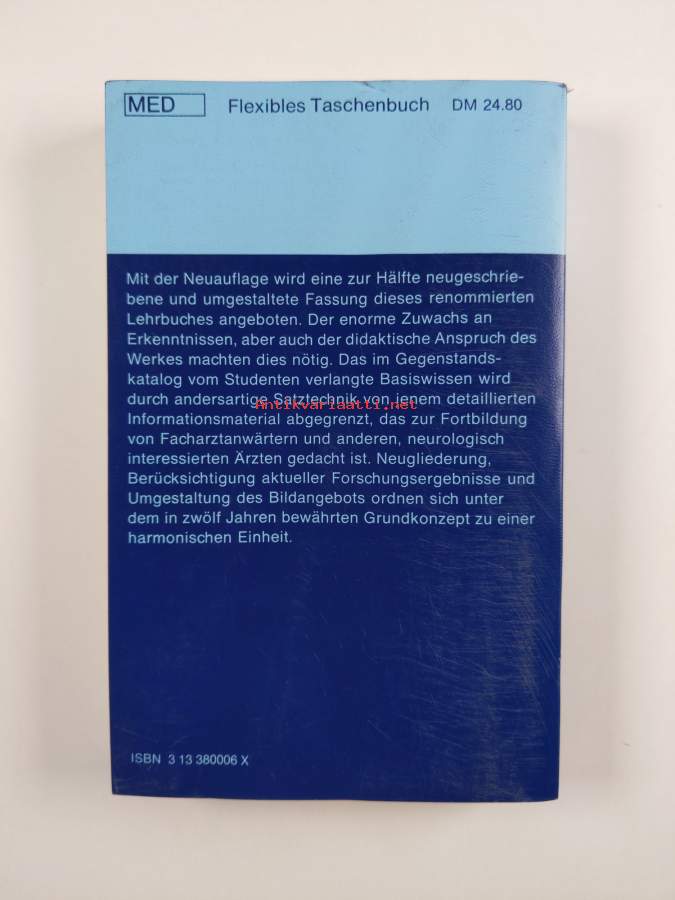 MED Flexibles Taschenbuch DM 24.80
Mit der Neuauflage wird eine zur Hälfte neugeschrie-
bene und umgestaltete Fassung dieses renommierten
Lehrbuches angeboten. Der enorme Zuwachs an
Erkenntnissen, aber auch der didaktische Anspruch des
Werkes machten dies nötig. Das im Gegenstands-
katalog vom Studenten verlangte Basiswissen wird
durch andersartige Satztechnik von jenem detaillierten
Antikvariaatti.net
Informationsmaterial abgegrenzt, das zur Fortbildung
von Facharztanwärtern und anderen, neurologisch
interessierten Ärzten gedacht ist. Neugliederung,
Berücksichtigung aktueller Forschungsergebnisse und
Umgestaltung des Bildangebots ordnen sich unter
dem in zwölf Jahren bewährten Grundkonzept zu einer
harmonischen Einheit.
ISBN 3 13 380006 X